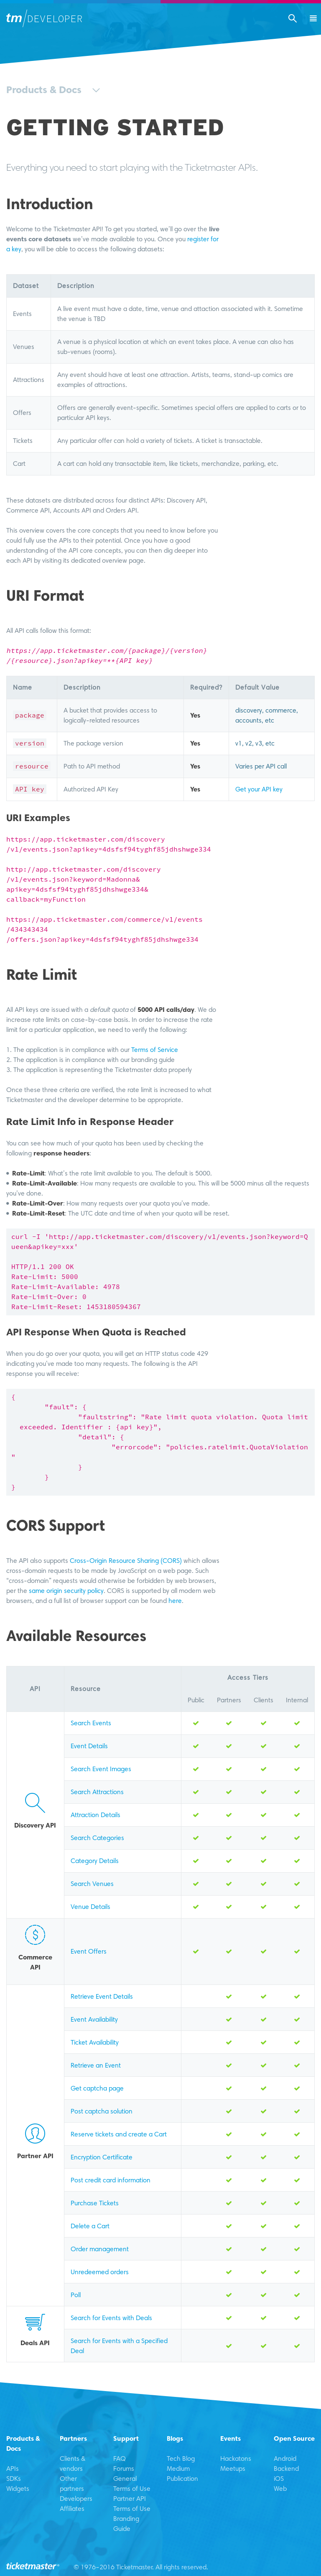 tm/DEVELOPER
Products & Docs
GETTING STARTED
Everything you need to start playing with the Ticketmaster APIs.
Introduction
Welcome to the Ticketmaster API! To get you started, we'll go over the live
events core datasets we've made available to you. Once you register for
a key, you will be able to access the following datasets:
Dataset Description
Events A live event must have a date, time, venue and attaction associated with it. Sometime
the venue is TBD
Venues A venue is a physical location at which an event takes place. A venue can also has
sub-venues (rooms).
Attractions Any event should have at least one attraction. Artists, teams, stand-up comics are
examples of attractions.
Offers Offers are generally event-specific. Sometimes special offers are applied to carts or to
particular API keys.
Tickets Any particular offer can hold a variety of tickets. A ticket is transactable.
Cart A cart can hold any transactable item, like tickets, merchandize, parking, etc.
These datasets are distributed across four distinct APIs: Discovery API,
Commerce API, Accounts API and Orders API.
This oveview covers the core concepts that you need to know before you
could fully use the APIs to their potential. Once you have a good
understanding of the API core concepts, you can then dig deeper into
each API by visiting its dedicated oveview page.
URI Format
All API calls follow this format:
https://app.ticketmaster.com/{package}/{version}
/{resource}.json?apikey=**{API key}
Name Description Required? Default Value
package A bucket that provides access to
logically-related resources Yes discovery, commerce,
accounts, etc
version The package version Yes v1, v2, v3, etc
resource Path to API method Yes Varies per API call
API key Authorized API Key Yes Get your API key
URI Examples
https://app.ticketmaster.com/discovery
/v1/events.json?apikey=4dsfsf94tyghf85jdhshwge334
http://app.ticketmaster.com/discovery
/v1/events.json?keyword=Madonna&
apikey=4dsfsf94tyghf85jdhshwge334&
callback=myFunction
https://app.ticketmaster.com/commerce/v1/events
/434343434
/offers.json?apikey=4dsfsf94tyghf85jdhshwge334
Rate Limit
All API keys are issued with a default quota of 5000 API calls/day. We do
increase rate limits on case-by-case basis. In order to increase the rate
limit for a particular application, we need to verify the following:
1. The application is in compliance with our Terms of Service
2. The application is in compliance with our branding guide
3. The application is representing the Ticketmaster data properly
Once these three criteria are verified, the rate limit is increased to what
Ticketmaster and the developer determine to be appropriate.
Rate Limit Info in Response Header
You can see how much of your quota has been used by checking the
following response headers:
• Rate-Limit: What's the rate limit available to you. The default is 5000.
• Rate-Limit-Available: How many requests are available to you. This will be 5000 minus all the requests
you've done.
• Rate-Limit-Over: How many requests over your quota you've made.
• Rate-Limit-Reset: The UTC date and time of when your quota will be reset.
curl -I 'http://app.ticketmaster.com/discovery/v1/events.json?keyword=Q
ueen&apikey=xxx'
HTTP/1.1 200 OK
Rate-Limit: 5000
Rate-Limit-Available: 4978
Rate-Limit-Over: 0
Rate-Limit-Reset: 1453180594367
API Response When Quota is Reached
When you do go over your quota, you will get an HTTP status code 429
indicating you've made too many requests. The following is the API
response you will receive:
{
"fault": {
"faultstring": "Rate limit quota violation. Quota limit
exceeded. Identifier : {api key}",
"detail": {
"errorcode": "policies.ratelimit.QuotaViolation
"
}
}
}
CORS Support
The API also supports Cross-Origin Resource Sharing (CORS) which allows
cross-domain requests to be made by JavaScript on a web page. Such
"cross-domain" requests would otherwise be forbidden by web browsers,
per the same origin security policy. CORS is supported by all modern web
browsers, and a full list of browser support can be found here.
Available Resources
API Resource Access Tiers
Public Partners Clients Internal
Discovery API
Search Events
Event Details
Search Event Images
Search Attractions
Attraction Details
Search Categories
Category Details
Search Venues
Venue Details
Commerce
API
Event Offers
Partner API
Retrieve Event Details
Event Availability
Ticket Availability
Retrieve an Event
Get captcha page
Post captcha solution
Reserve tickets and create a Cart
Encryption Certificate
Post credit card information
Purchase Tickets
Delete a Cart
Order management
Unredeemed orders
Poll
Deals API
Search for Events with Deals
Search for Events with a Specified
Deal
Products &
Docs
APIs
SDKs
Widgets
Partners
Clients &
vendors
Other
partners
Developers
Affiliates
Support
FAQ
Forums
General
Terms of Use
Partner API
Terms of Use
Branding
Guide
Blogs
Tech Blog
Medium
Publication
Events
Hackatons
Meetups
Open Source
Android
Backend
iOS
Web
ticketmaster® © 1976-2016 Ticketmaster. All rights reserved.